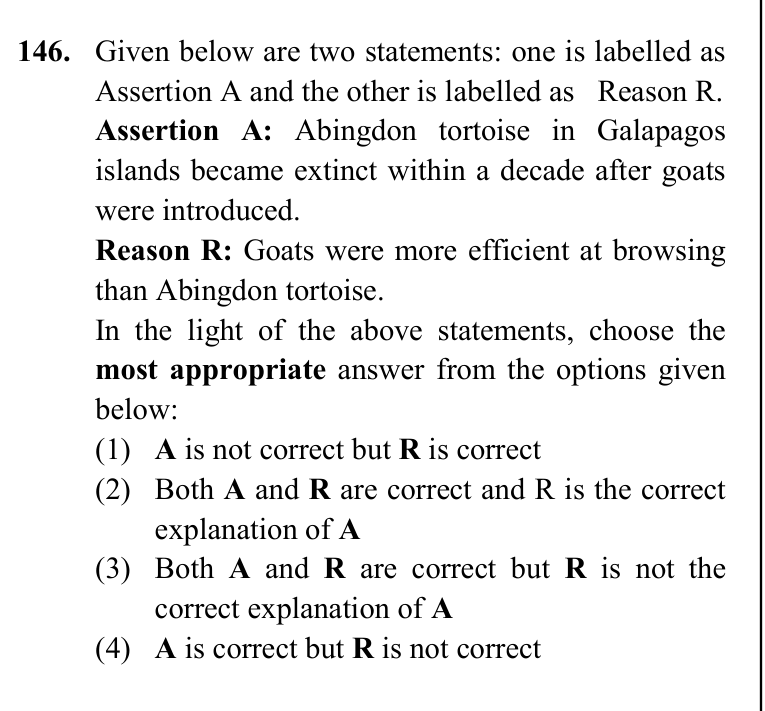 146. Given below are two statements: one is labelled as
Assertion A and the other is labelled as Reason R.
Assertion A: Abingdon tortoise in Galapagos
islands became extinct within a decade after goats
were introduced.
Reason R: Goats were more efficient at browsing
than Abingdon tortoise.
In the light of the above statements, choose the
most appropriate answer from the options given
below:
(1) A is not correct but R is correct
(2) Both A and R are correct and R is the correct
explanation of A
(3) Both A and R are correct but R is not the
correct explanation of A
(4) A is correct but R is not correct